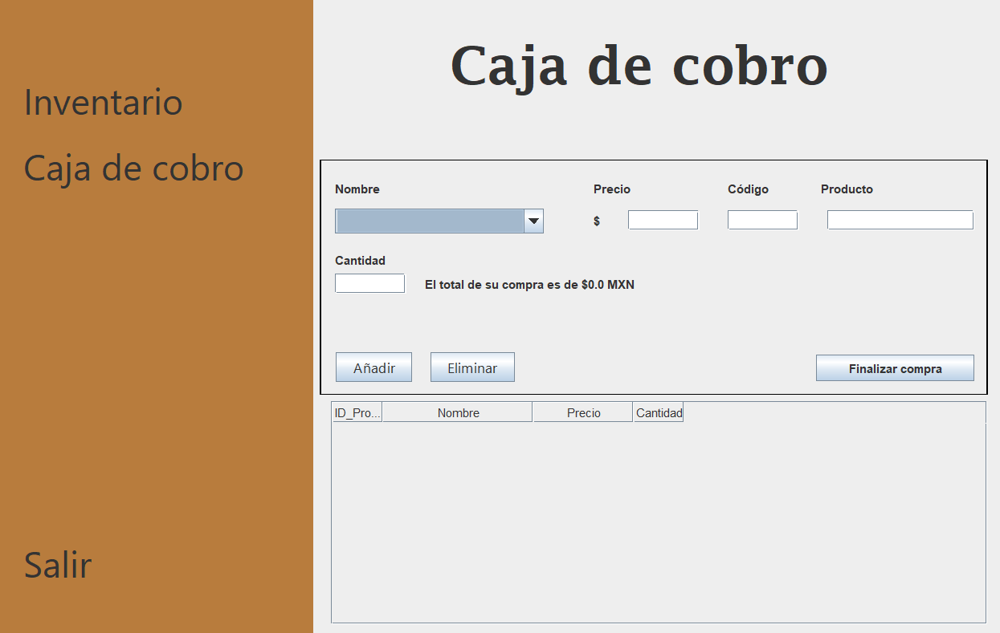 Inventario
Caja de cobro
Salir
Caja de cobro
Nombre Precio Código Producto
$
Cantidad
El total de su compra es de $0.0 MXN
Añadir Eliminar Finalizar compra
ID_Pro... Nombre Precio Cantidad